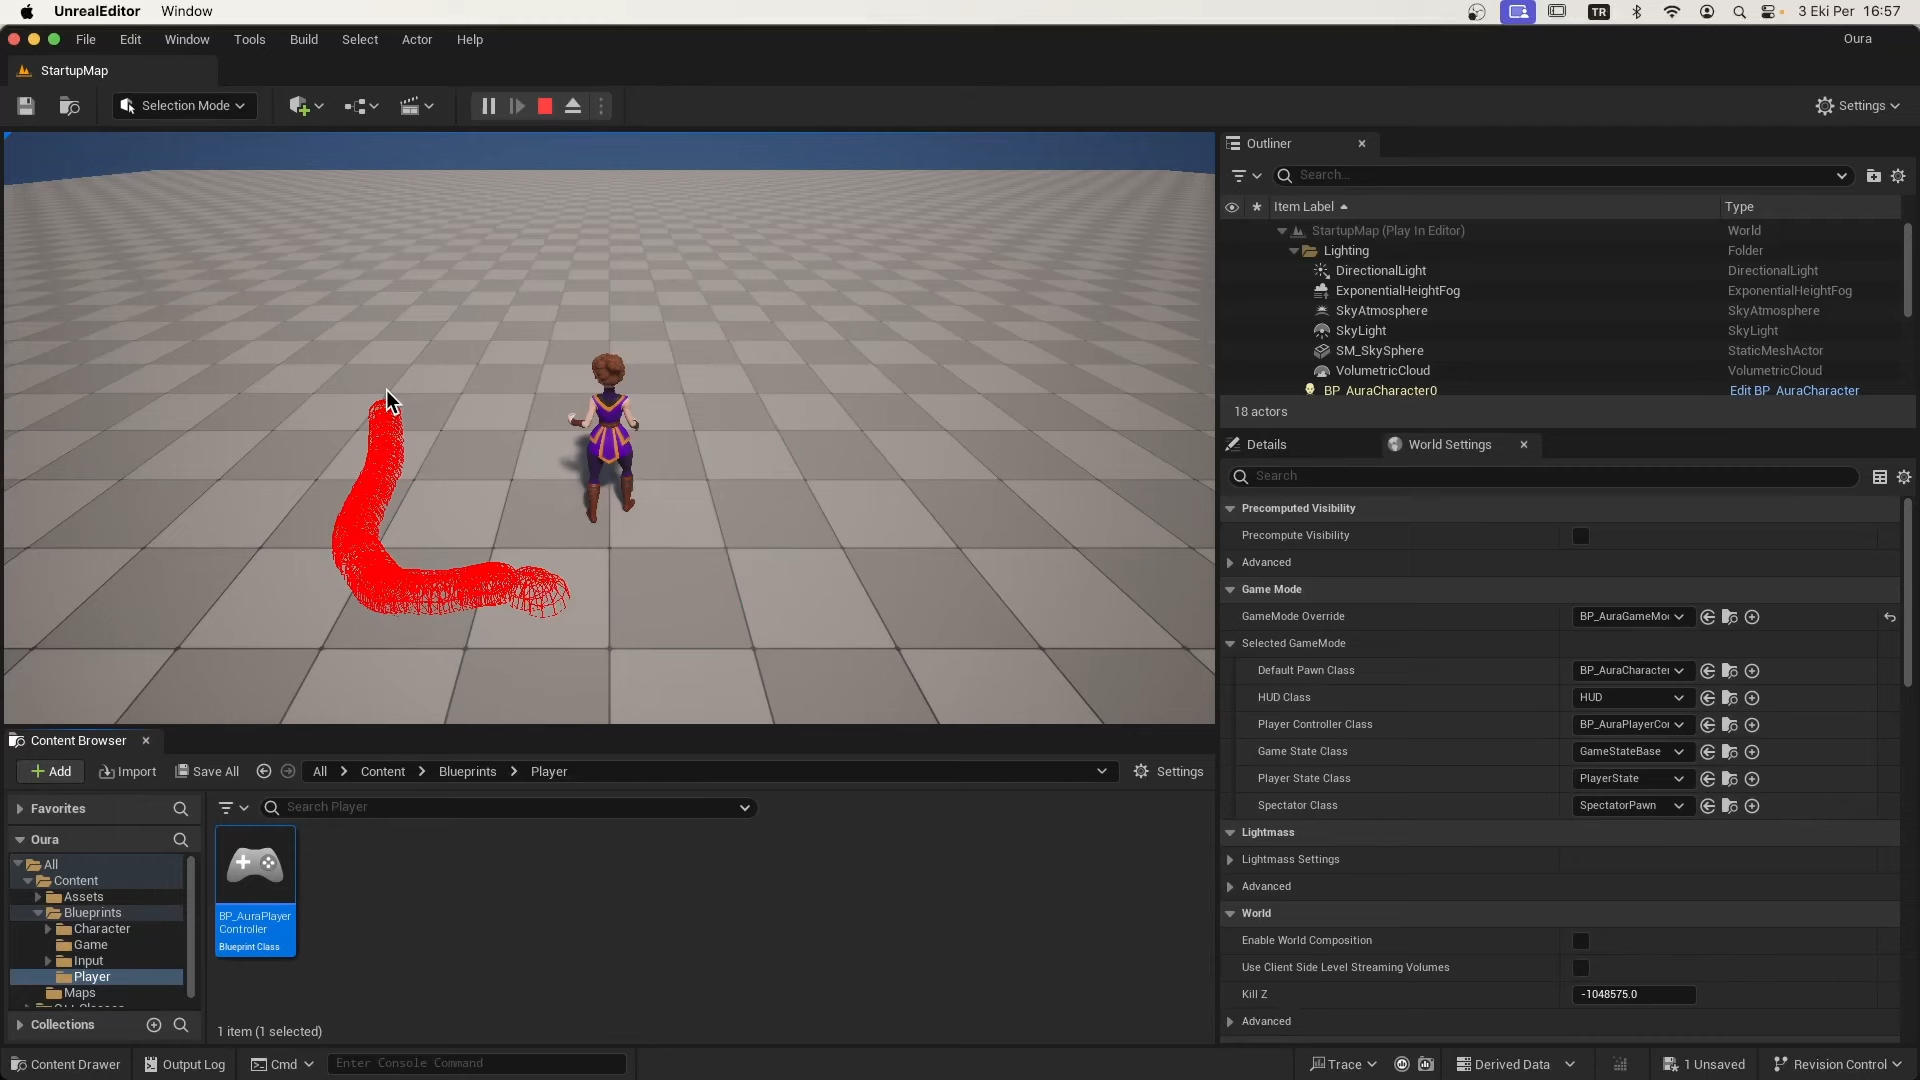 UnrealEditor Window TR 3 Eki Per 16:57
File Edit Window Tools Build Select Actor Help Oura
StartupMap
Selection Mode Settings
Outliner
Search...
Item Label Type
StartupMap (Play In Editor) World
Lighting Folder
DirectionalLight DirectionalLight
ExponentialHeightFog ExponentialHeightFog
SkyAtmosphere SkyAtmosphere
SkyLight SkyLight
SM_SkySphere StaticMeshActor
VolumetricCloud VolumetricCloud
BP_AuraCharacter0 Edit BP_AuraCharacter
18 actors
Details World Settings
Search
Precomputed Visibility
Precompute Visibility
Advanced
Game Mode
GameMode Override BP_AuraGameMo
Selected GameMode
Default Pawn Class BP_AuraCharacter
HUD Class HUD
Player Controller Class BP_AuraPlayerCo
Game State Class GameStateBase
Player State Class PlayerState
Spectator Class SpectatorPawn
Lightmass
Lightmass Settings
Advanced
World
Enable World Composition
Use Client Side Level Streaming Volumes
Kill Z -1048575.0
Advanced
Content Browser
Add Import Save All All Content Blueprints Player Settings
Favorites
Search Player
Oura
All
Content
Assets
Blueprints
Character
Game
Input
Player
Maps
Collections
BP_AuraPlayer
Controller
Blueprint Class
1 item (1 selected)
Content Drawer Output Log Cmd Enter Console Command Trace Derived Data 1 Unsaved Revision Control